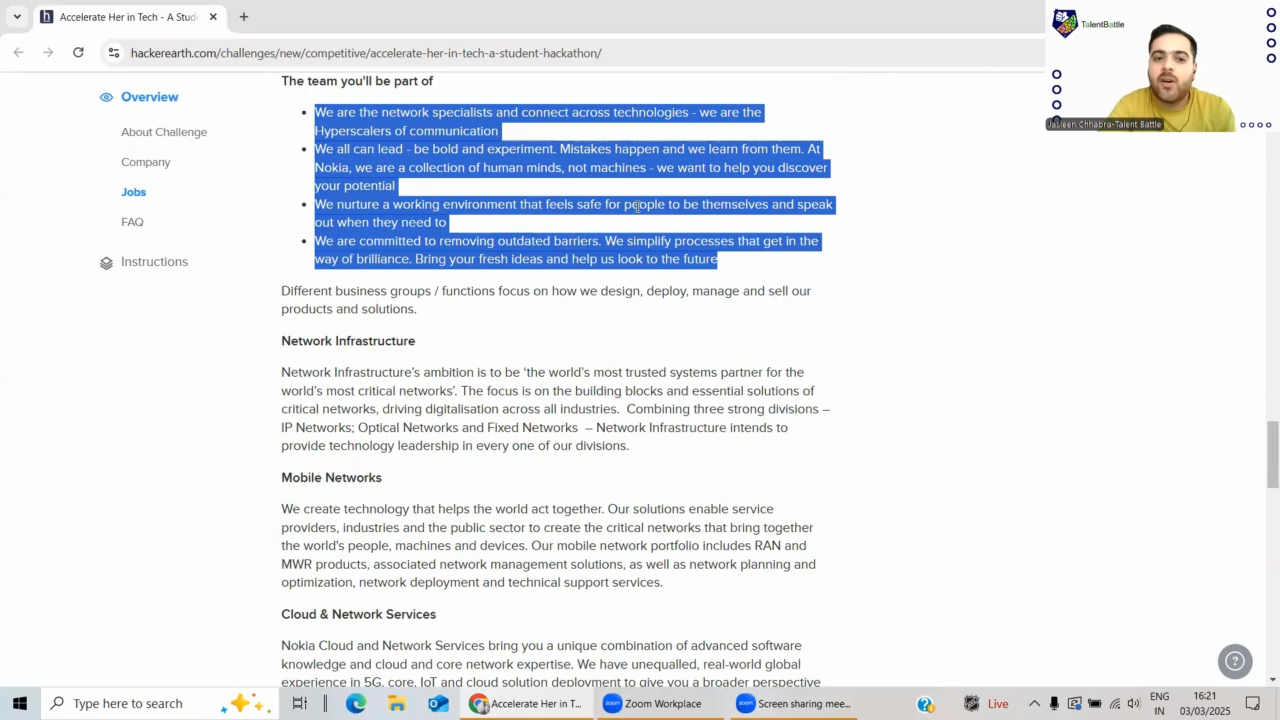 Accelerate Her in Tech - A Stud
hackerearth.com/challenges/new/competitive/accelerate-her-in-tech-a-student-hackathon/
TalentBattle
Jasleen Chhabra-Talent Battle
Overview
About Challenge
Company
Jobs
FAQ
Instructions
The team you'll be part of
We are the network specialists and connect across technologies - we are the
Hyperscalers of communication
We all can lead - be bold and experiment. Mistakes happen and we learn from them. At
Nokia, we are a collection of human minds, not machines - we want to help you discover
your potential
We nurture a working environment that feels safe for people to be themselves and speak
out when they need to
We are committed to removing outdated barriers. We simplify processes that get in the
way of brilliance. Bring your fresh ideas and help us look to the future
Different business groups / functions focus on how we design, deploy, manage and sell our
products and solutions.
Network Infrastructure
Network Infrastructure's ambition is to be ‘the world’s most trusted systems partner for the
world’s most critical networks’. The focus is on the building blocks and essential solutions of
critical networks, driving digitalisation across all industries. Combining three strong divisions –
IP Networks; Optical Networks and Fixed Networks – Network Infrastructure intends to
provide technology leadership in every one of our divisions.
Mobile Networks
We create technology that helps the world act together. Our solutions enable service
providers, industries and the public sector to create the critical networks that bring together
the world's people, machines and devices. Our mobile network portfolio includes RAN and
MWR products, associated network management solutions, as well as network planning and
optimization, network deployment and technical support services.
Cloud & Network Services
Nokia Cloud and Network Services bring you a unique combination of advanced software
knowledge and cloud and core network expertise. We have unequalled, real-world global
experience in 5G, core, IoT and cloud solution deployment to give you a broader perspective
Type here to search
Accelerate Her in T...
Zoom Workplace
Screen sharing mee...
Live
ENG
IN
16:21
03/03/2025